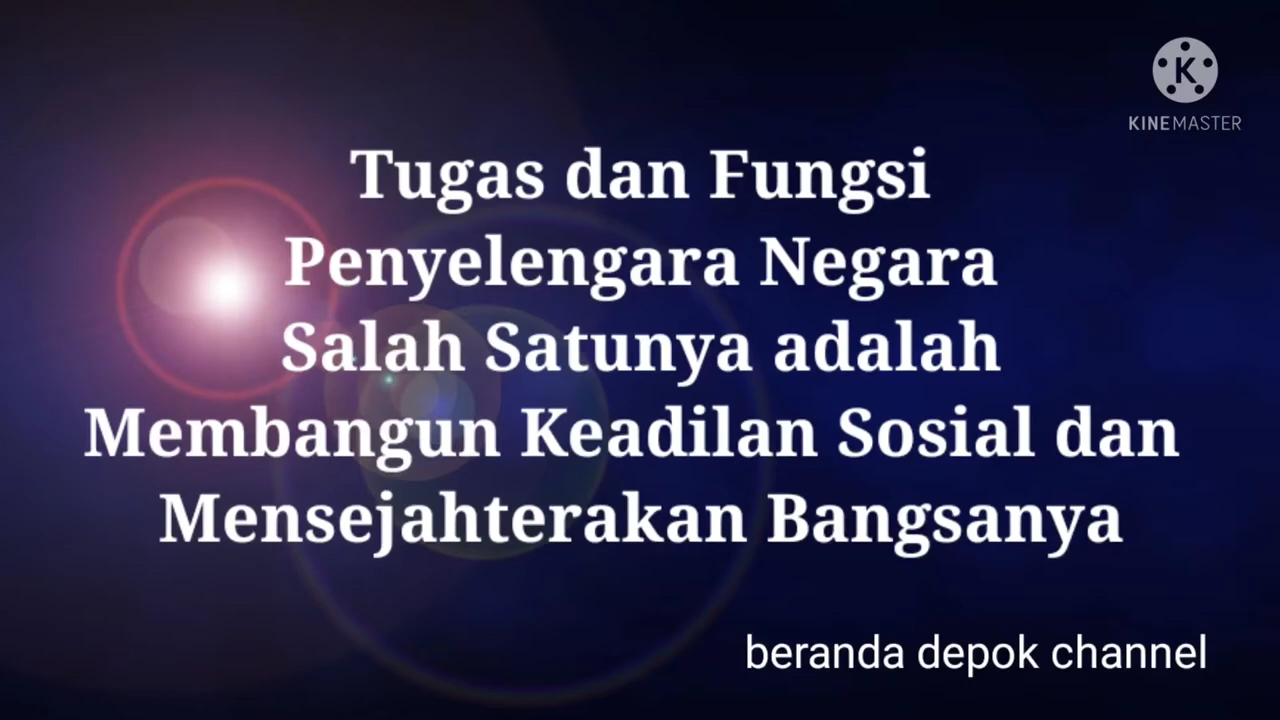 K
KINEMASTER
Tugas dan Fungsi
Penyelengara Negara
Salah Satunya adalah
Membangun Keadilan Sosial dan
Mensejahterakan Bangsanya
beranda depok channel